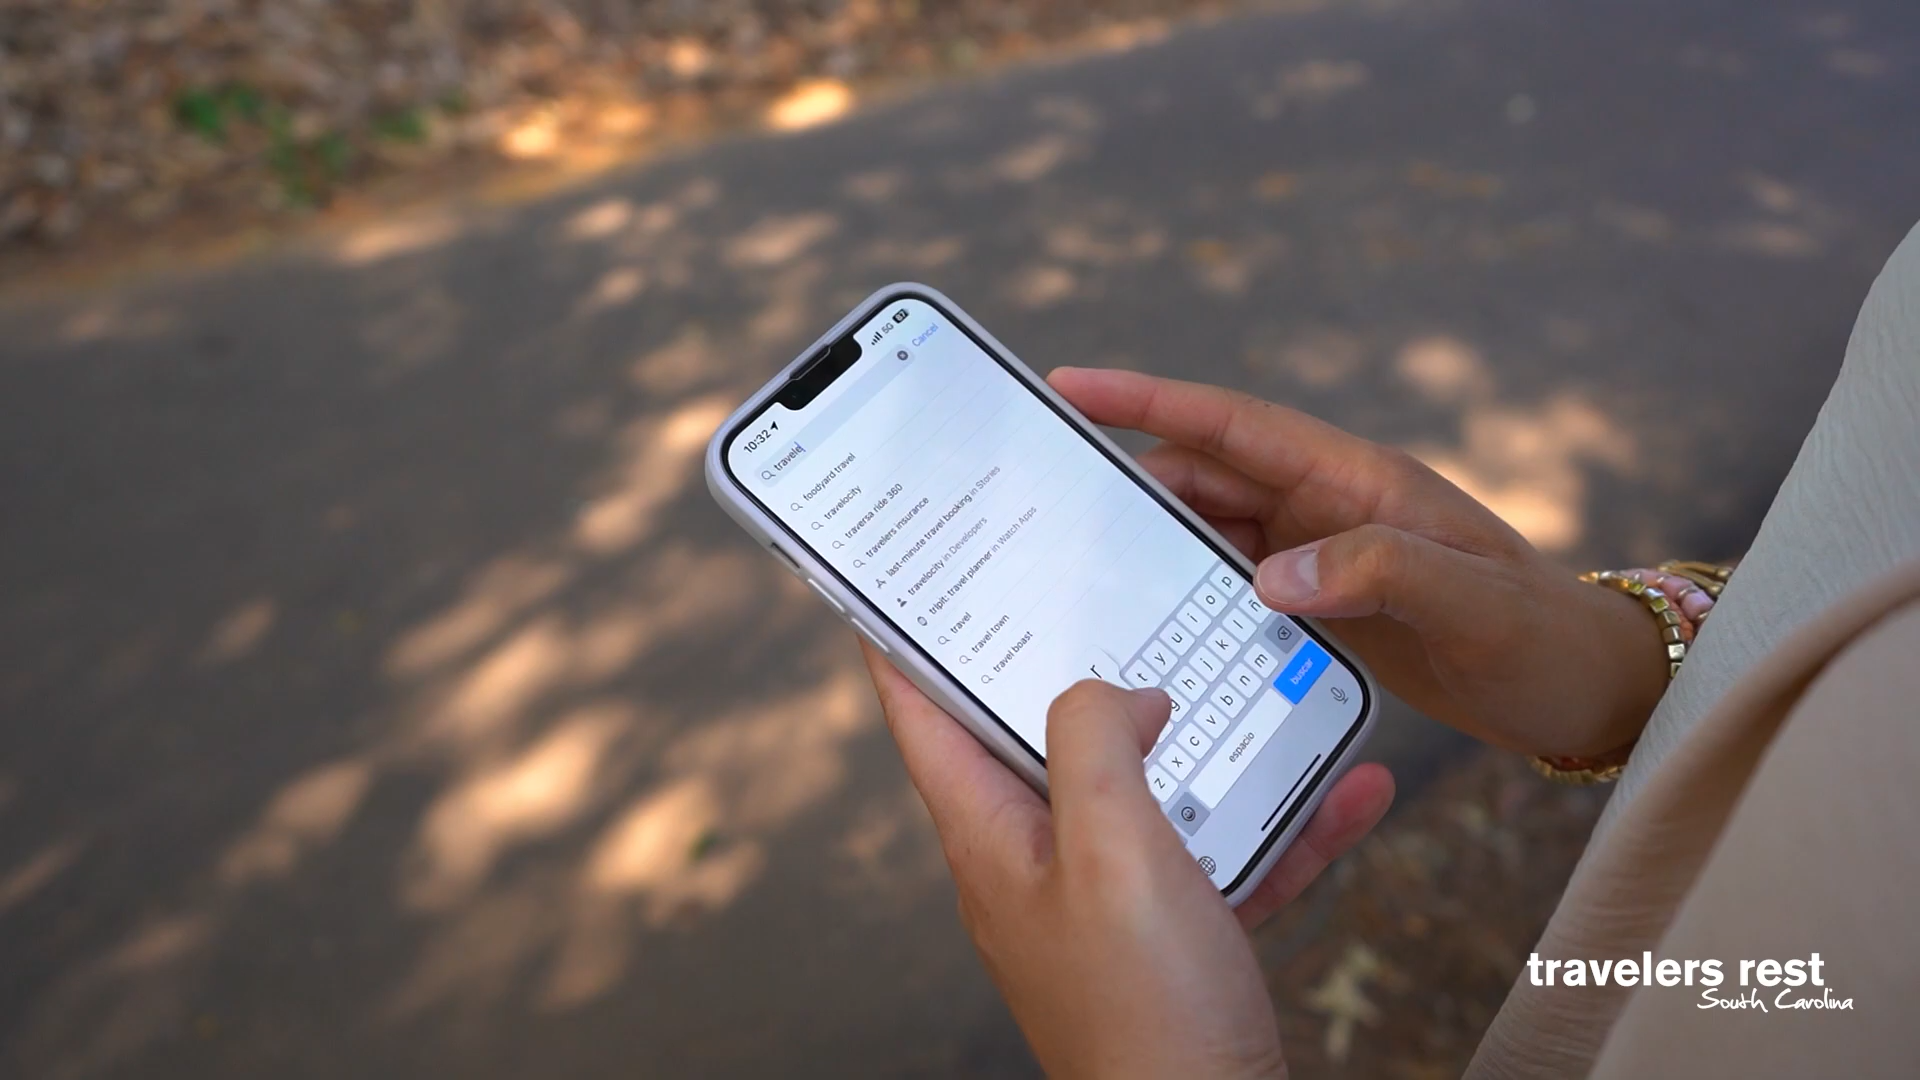 10:32
5G 87
travele
Cancel
foodyard travel
travelocity
traversa ride 360
travelers insurance
last-minute travel booking in Stories
travelocity in Developers
tripit: travel planner in Watch Apps
travel
travel town
travel boast
r
t y u i o p
g h j k l ñ
z x c v b n m
espacio
buscar
travelers rest
South Carolina